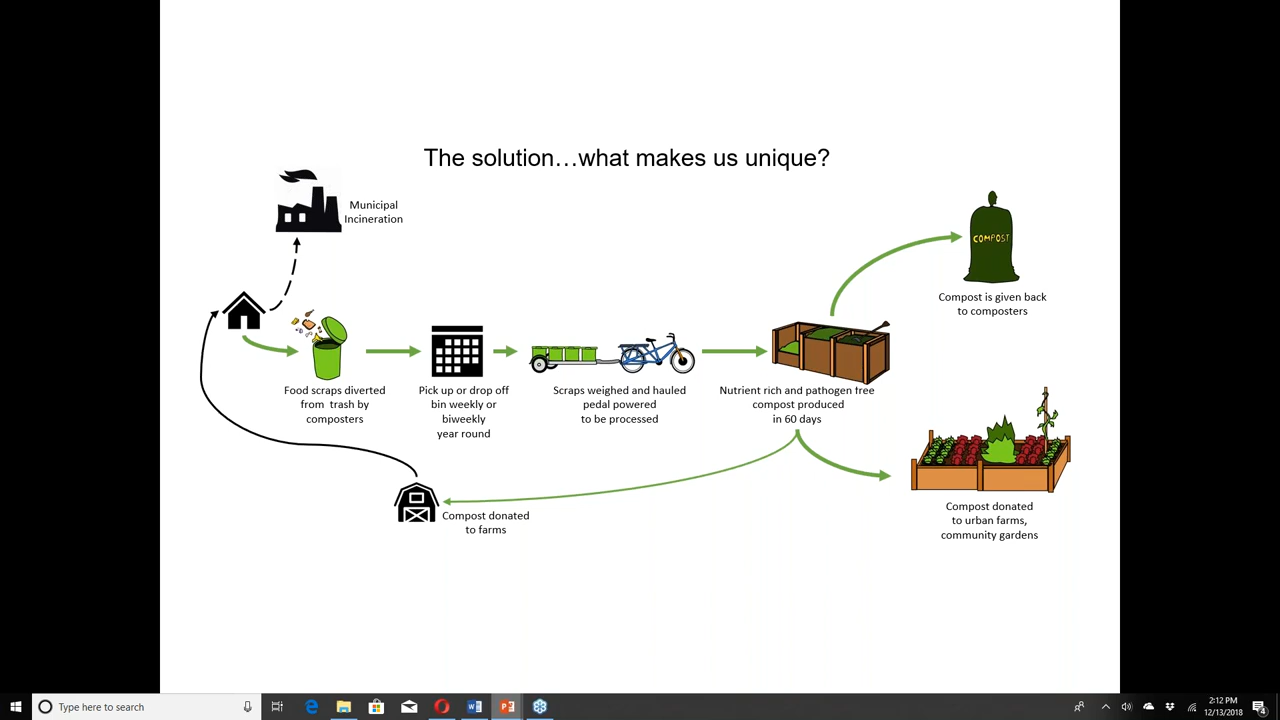 The solution…what makes us unique?
Municipal
Incineration
COMPOST
Compost is given back
to composters
Food scraps diverted
from trash by
composters
Pick up or drop off
bin weekly or
biweekly
year round
Scraps weighed and hauled
pedal powered
to be processed
Nutrient rich and pathogen free
compost produced
in 60 days
Compost donated
to farms
Compost donated
to urban farms,
community gardens
Type here to search
2:12 PM
12/13/2018
4